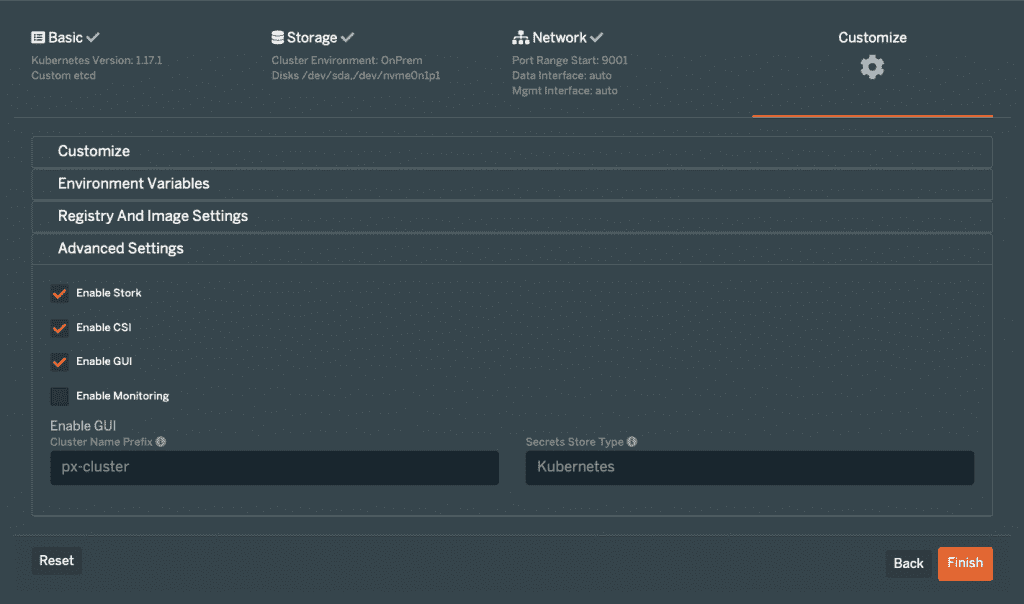 Basic
Kubernetes Version: 1.17.1
Custom etcd
Storage
Cluster Environment: OnPrem
Disks /dev/sda,/dev/nvme0n1p1
Network
Port Range Start: 9001
Data Interface: auto
Mgmt Interface: auto
Customize
Customize
Environment Variables
Registry And Image Settings
Advanced Settings
Enable Stork
Enable CSI
Enable GUI
Enable Monitoring
Enable GUI
Cluster Name Prefix
px-cluster
Secrets Store Type
Kubernetes
Reset
Back
Finish